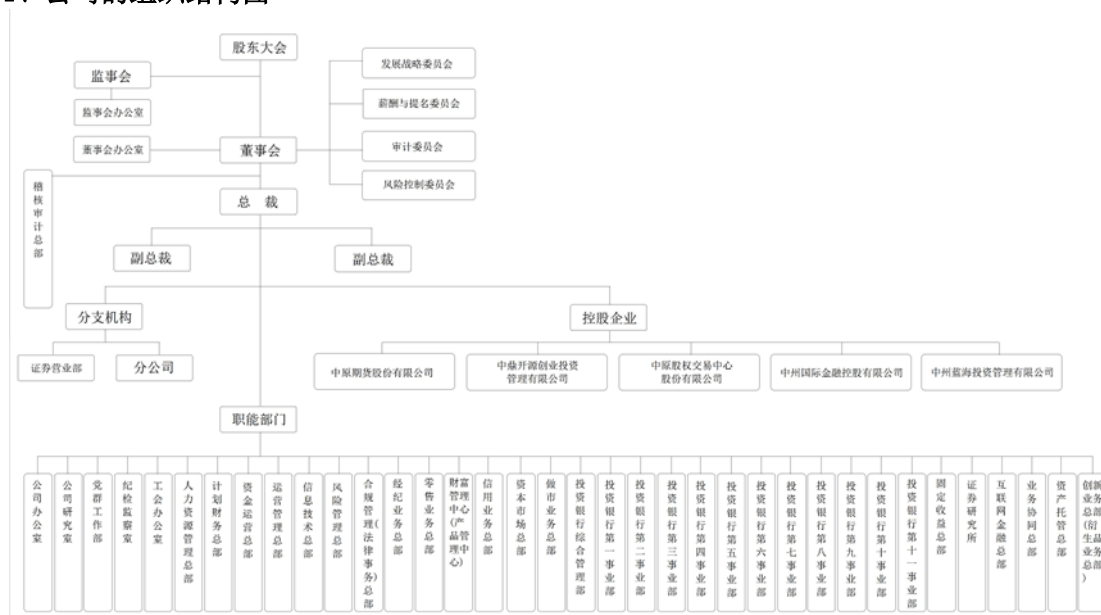 股东大会
监事会
监事会办公室
董事会办公室
董事会
发展战略委员会
薪酬与提名委员会
审计委员会
风险控制委员会
稽核审计总部
总 裁
副总裁
副总裁
分支机构
控股企业
证券营业部
分公司
中原期货股份有限公司
中鼎开源创业投资
管理有限公司
中原股权交易中心
股份有限公司
中州国际金融控股有限公司
中州蓝海投资管理有限公司
职能部门
公司办公室
公司研究室
党群工作部
纪检监察室
工会办公室
人力资源管理总部
计划财务总部
资金运营总部
运营管理总部
信息技术总部
风险管理总部
合规管理(法律事务)总部
经纪业务总部
零售业务总部
财富管理中心(产品管理中心)
信用业务总部
资本市场总部
做市业务总部
投资银行综合管理部
投资银行第一事业部
投资银行第二事业部
投资银行第三事业部
投资银行第四事业部
投资银行第五事业部
投资银行第六事业部
投资银行第七事业部
投资银行第八事业部
投资银行第九事业部
投资银行第十事业部
投资银行第十一事业部
固定收益总部
证券研究所
互联网金融总部
业务协同总部
资产托管总部
创新业务总部(衍生品业务总部)